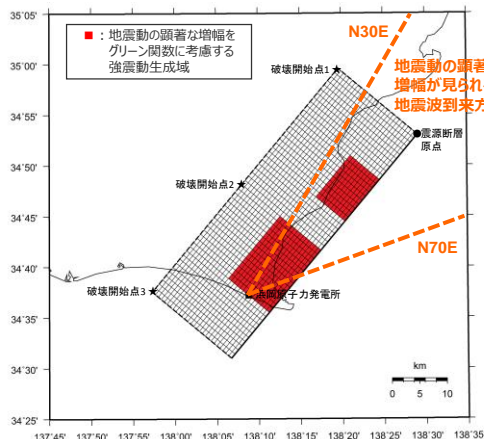 35°05'
35°00'
34°55'
34°50'
34°45'
34°40'
34°35'
34°30'
34°25'
■：地震動の顕著な増幅を
グリーン関数に考慮する
強震動生成域
N30E
地震動の顕著
増幅が見られ
地震波到来方
破壊開始点1
震源断層
原点
破壊開始点2
N70E
破壊開始点3
浜岡原子力発電所
km
0 5 10
137°45' 137°50' 137°55' 138°00' 138°05' 138°10' 138°15' 138°20' 138°25' 138°30' 138°35'